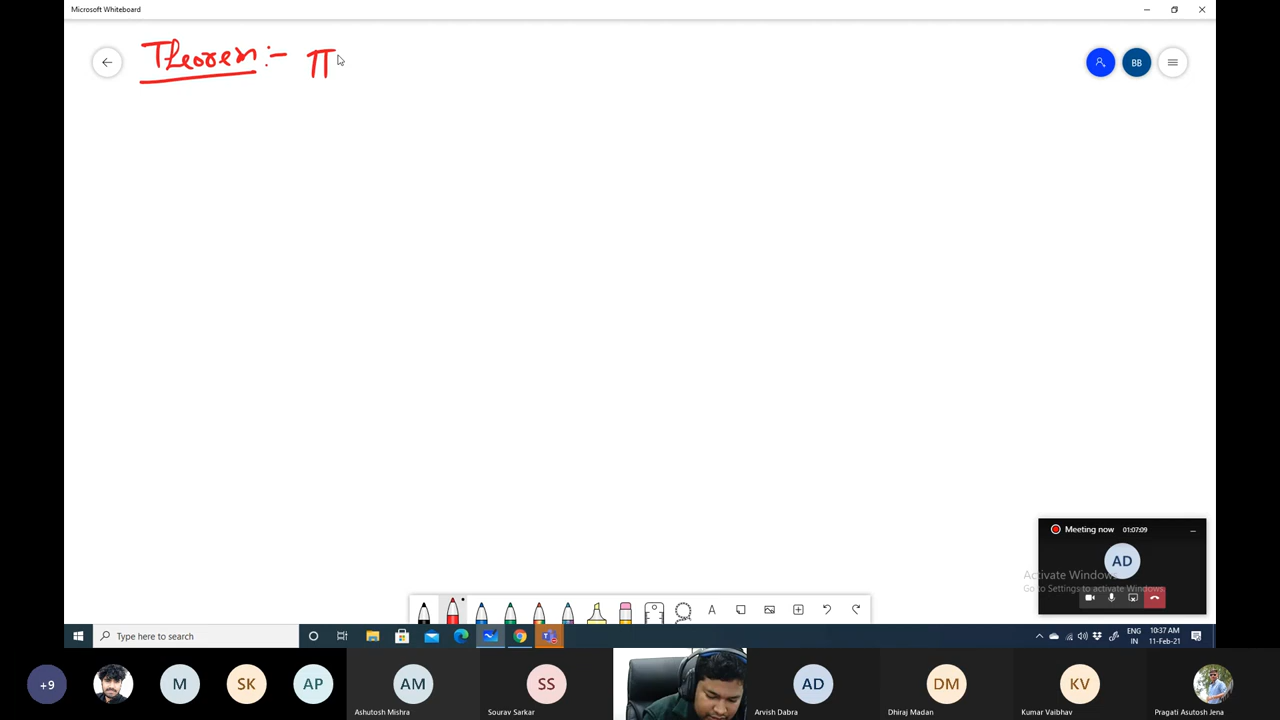 Microsoft Whiteboard
Theorem :- π
BB
Meeting now 01:07:09
AD
Activate Windows
Go to Settings to activate Windows.
A
Type here to search
ENG
IN
10:37 AM
11-Feb-21
+9
M
SK
AP
AM
SS
AD
DM
KV
Ashutosh Mishra
Sourav Sarkar
Arvish Dabra
Dhiraj Madan
Kumar Vaibhav
Pragati Asutosh Jena